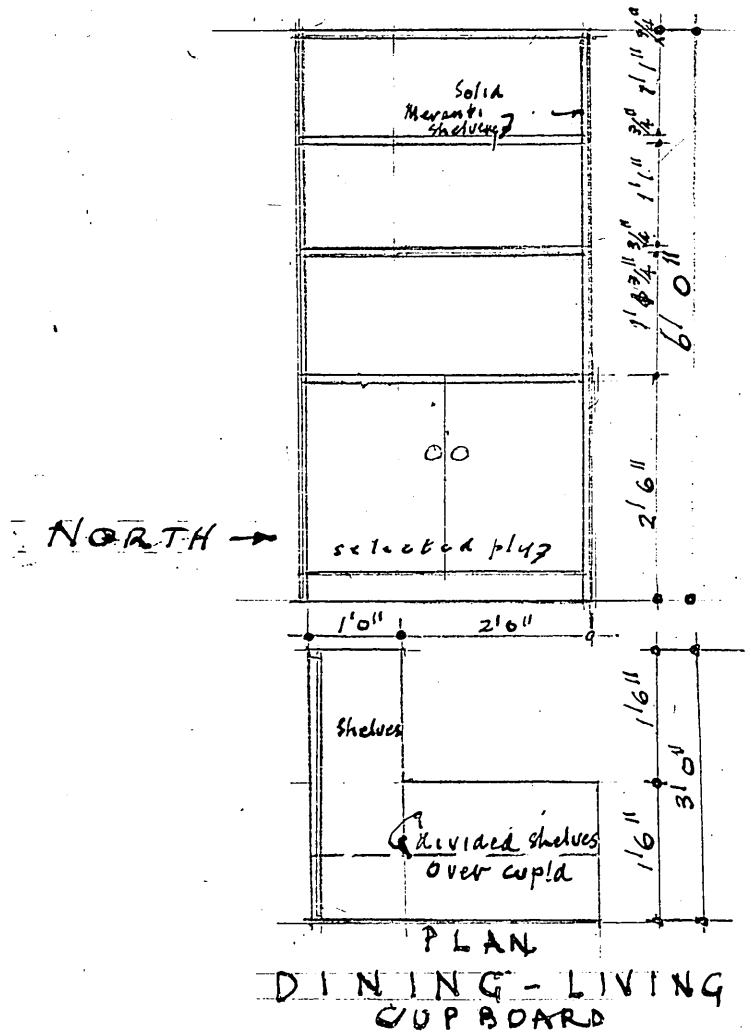 Solid
Meranti
shelves
3/4"
1'1"
3/4"
1'1"
3/4"
6'0"
2'6"
NORTH →
selected ply
1'0"
2'0"
Shelves
1'6"
3'0"
1'6"
divided shelves
over cup'd
PLAN
DINING-LIVING
CUPBOARD